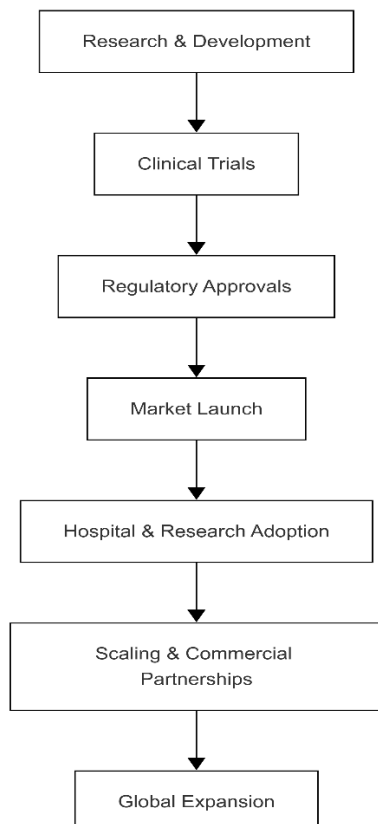 Research & Development
Clinical Trials
Regulatory Approvals
Market Launch
Hospital & Research Adoption
Scaling & Commercial
Partnerships
Global Expansion